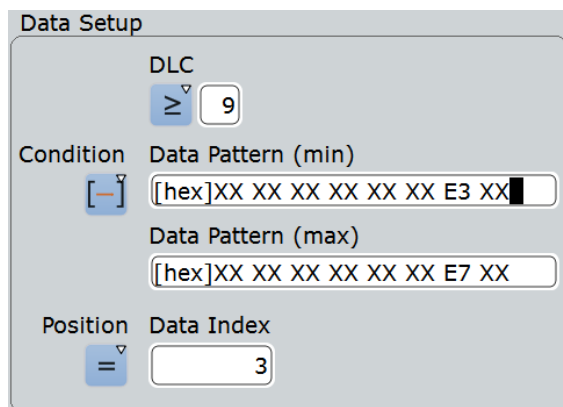 Data Setup
DLC
≥ 9
Condition Data Pattern (min)
[–] [hex]XX XX XX XX XX XX E3 XX
Data Pattern (max)
[hex]XX XX XX XX XX XX E7 XX
Position Data Index
= 3